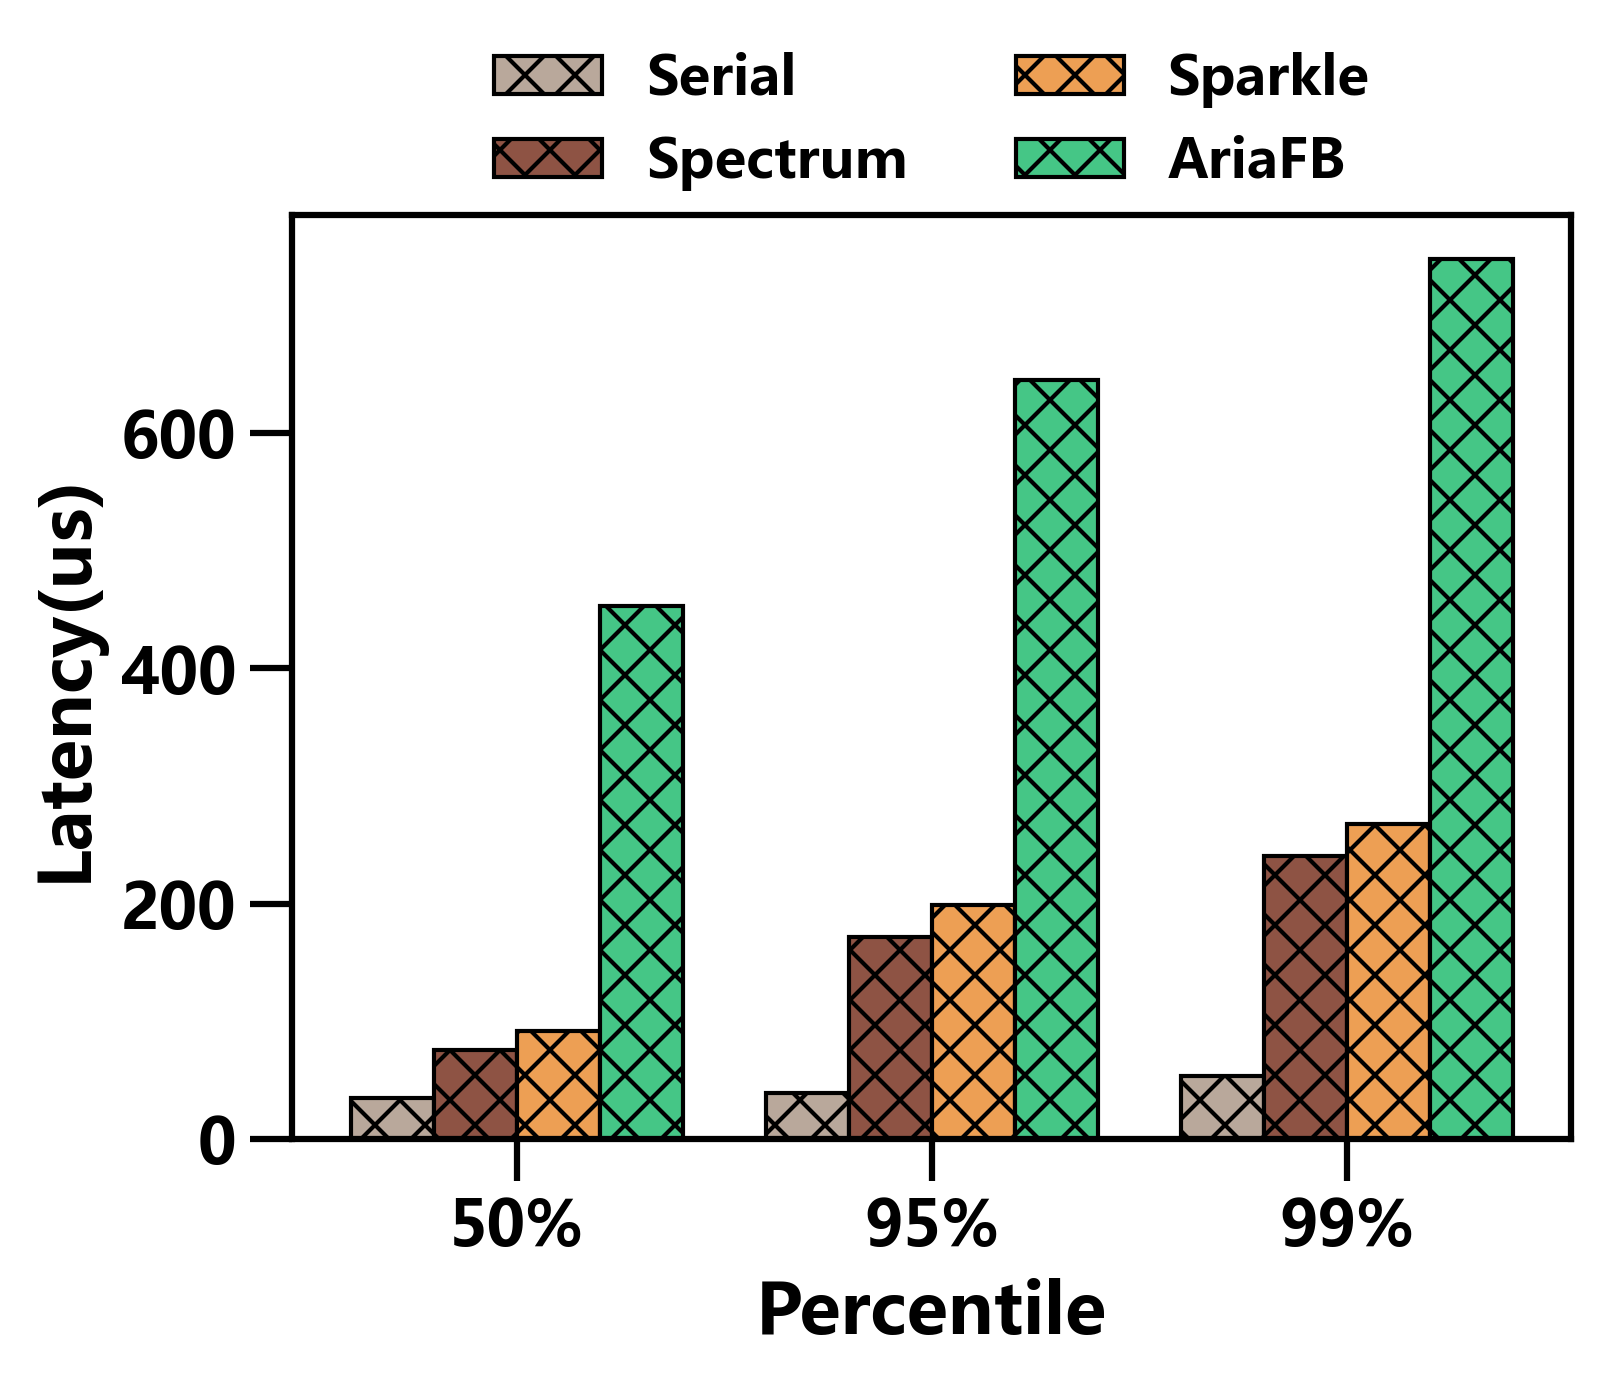 Serial
Sparkle
Spectrum
AriaFB
600
400
200
0
Latency(us)
50%
95%
99%
Percentile